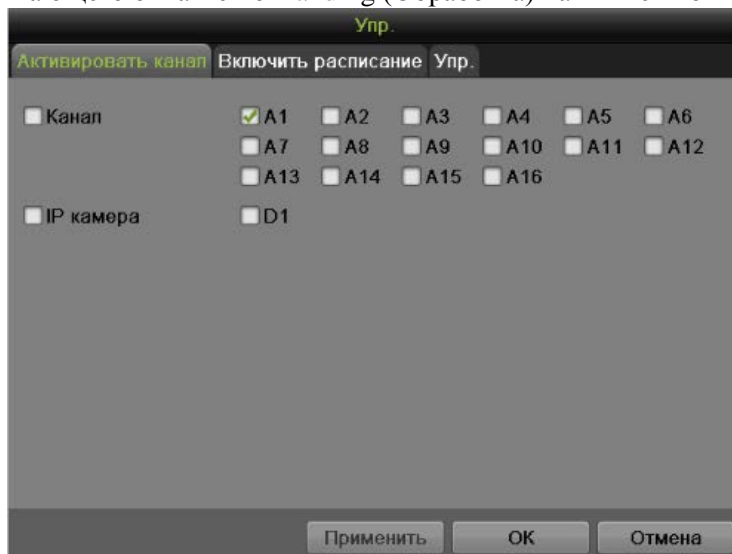 (Обработка)
Упр.
Активировать канал Включить расписание Упр.
Канал A1 A2 A3 A4 A5 A6
A7 A8 A9 A10 A11 A12
A13 A14 A15 A16
IP камера D1
Применить OK Отмена